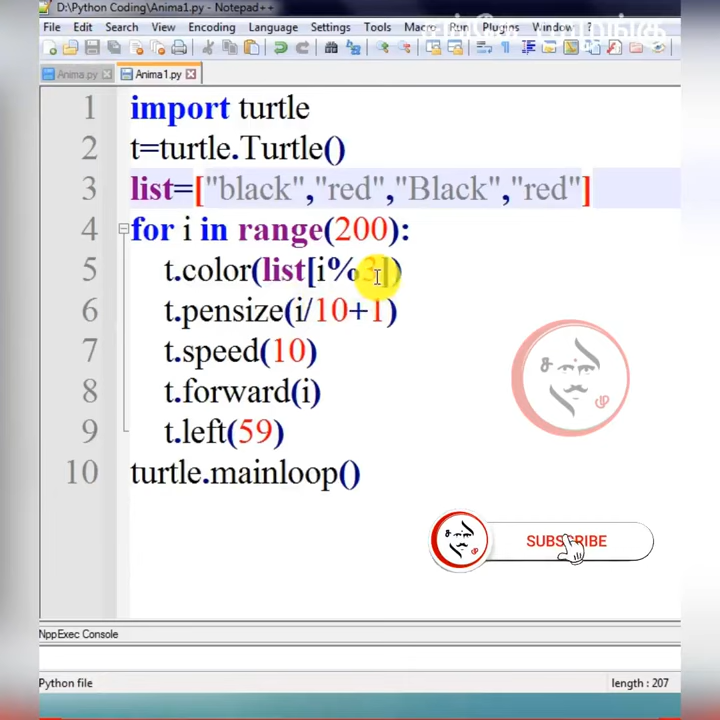 D:\Python Coding\Anima1.py - Notepad++
File Edit Search View Encoding Language Settings Tools Macro Run Plugins Window ?
Anima.py Anima1.py
1 import turtle
2 t=turtle.Turtle()
3 list=["black","red","Black","red"]
4 for i in range(200):
5 t.color(list[i%3])
6 t.pensize(i/10+1)
7 t.speed(10)
8 t.forward(i)
9 t.left(59)
10 turtle.mainloop()
SUBSCRIBE
NppExec Console
Python file length : 207